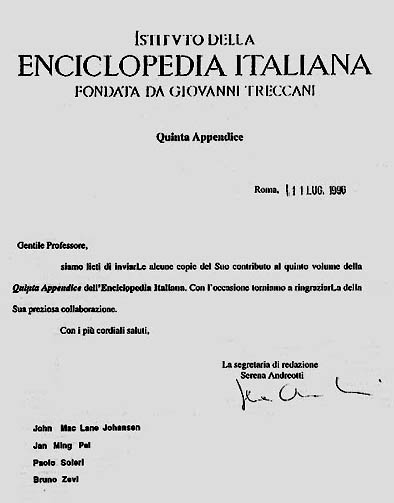 ISTITVTO DELLA
ENCICLOPEDIA ITALIANA
FONDATA DA GIOVANNI TRECCANI
Quinta Appendice
Roma, 11 LUG. 1996
Gentile Professore,
siamo lieti di inviarLe alcune copie del Suo contributo al quinto volume della
Quinta Appendice dell'Enciclopedia Italiana. Con l'occasione torniamo a ringraziarLa della
Sua preziosa collaborazione.
Con i più cordiali saluti,
La segretaria di redazione
Serena Andreotti
John Mac Lane Johansen
Jan Ming Pei
Paolo Soleri
Bruno Zevi